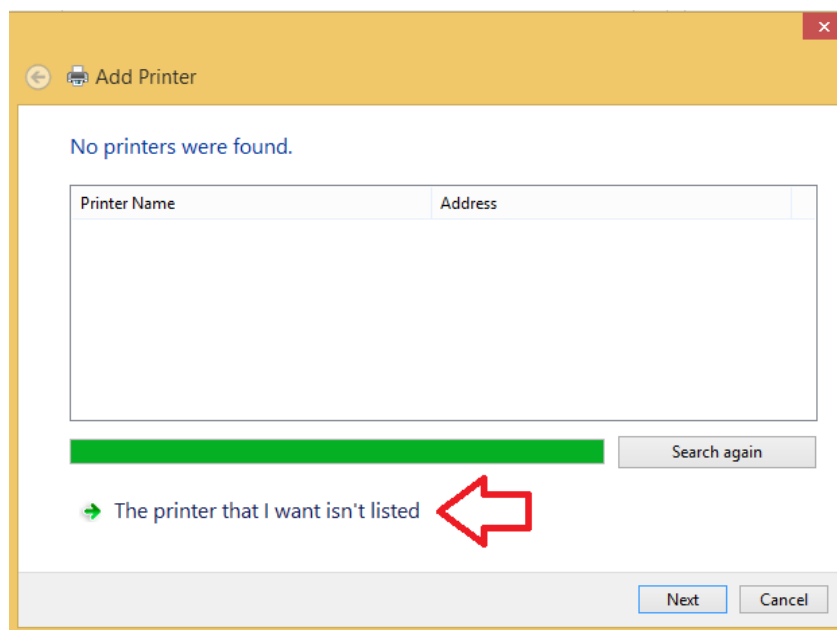 Add Printer
No printers were found.
Printer Name Address
Search again
The printer that I want isn't listed
Next Cancel